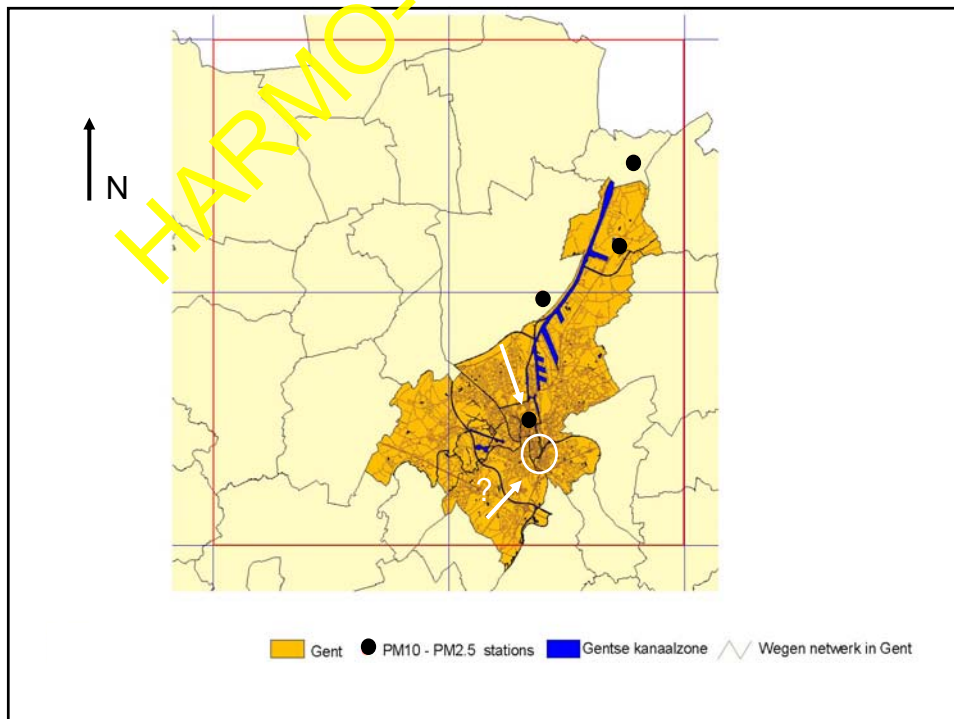 HARMO-
N
?
Gent PM10 - PM2.5 stations Gentse kanaalzone Wegen netwerk in Gent